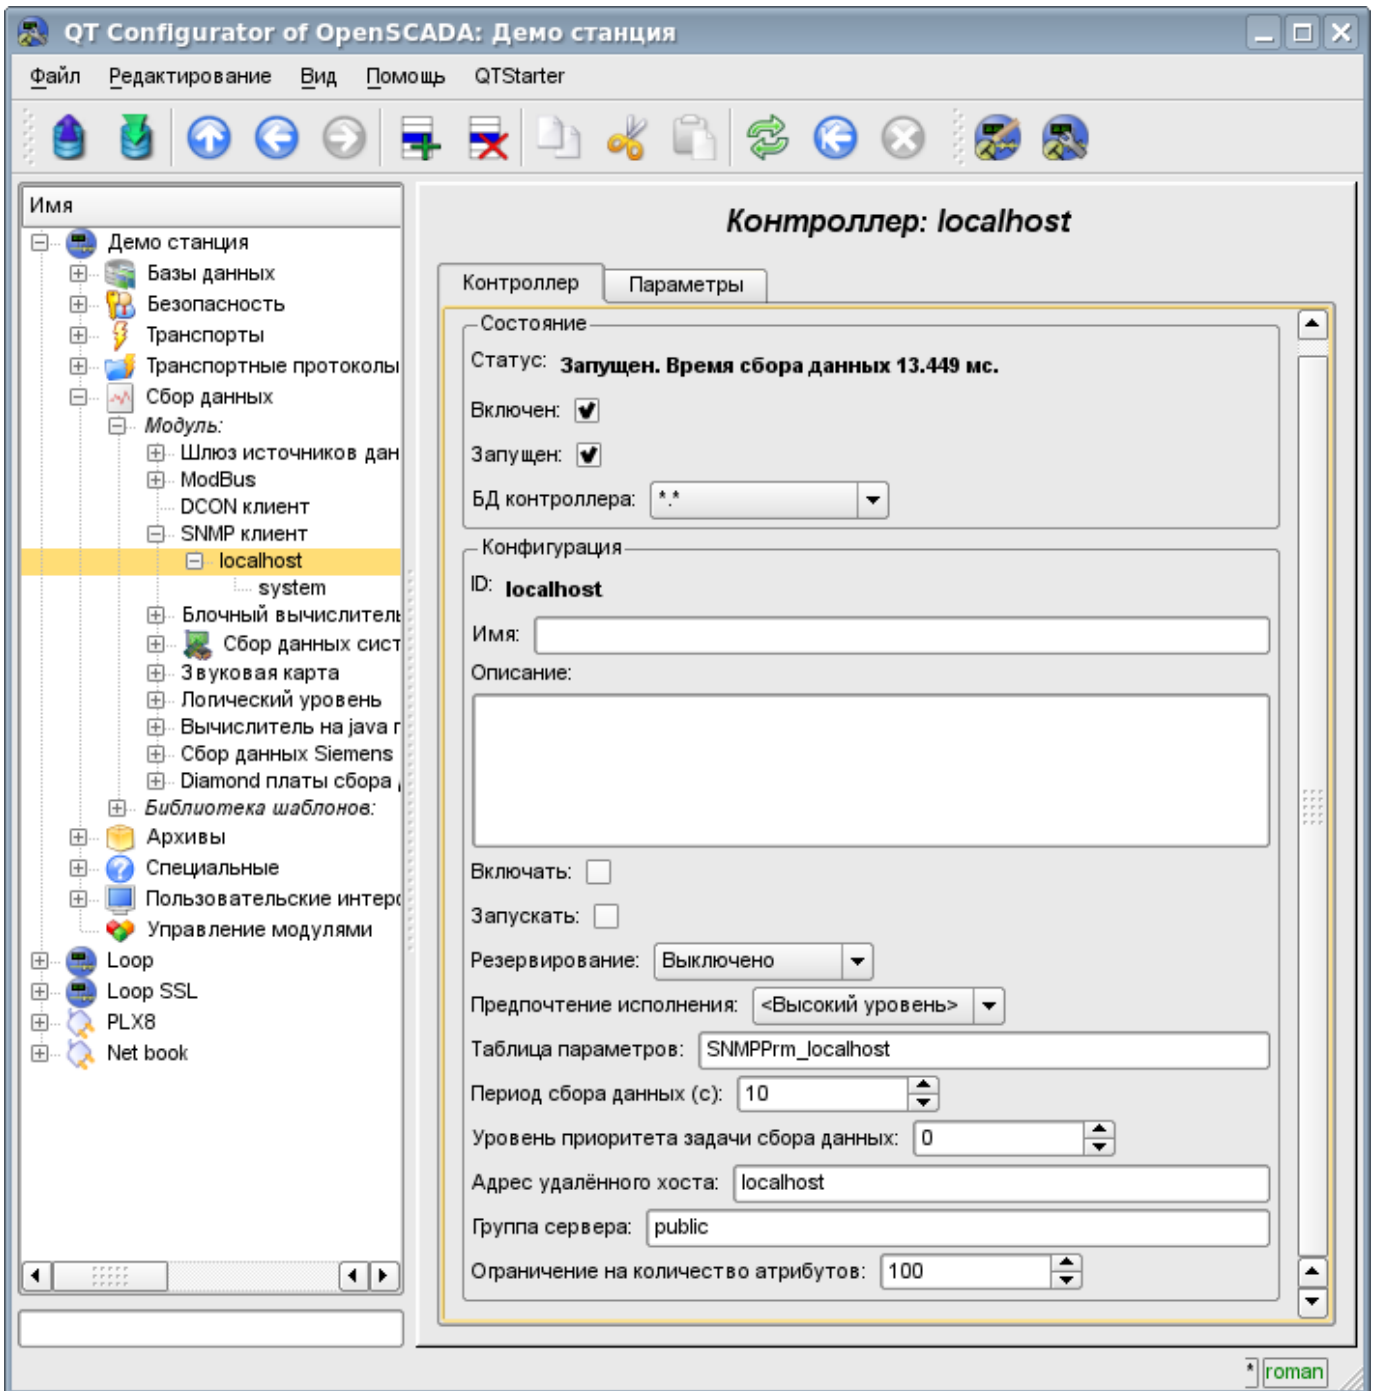 QT Configurator of OpenSCADA: Демо станция
Файл Редактирование Вид Помощь QTStarter
Имя
Демо станция
Базы данных
Безопасность
Транспорты
Транспортные протоколы
Сбор данных
Модуль:
Шлюз источников дан
ModBus
DCON клиент
SNMP клиент
localhost
system
Блочный вычислитель
Сбор данных сист
Звуковая карта
Логический уровень
Вычислитель на java
Сбор данных Siemens
Diamond платы сбора
Библиотека шаблонов:
Архивы
Специальные
Пользовательские интер
Управление модулями
Loop
Loop SSL
PLX8
Net book
Контроллер: localhost
Контроллер Параметры
Состояние
Статус: Запущен. Время сбора данных 13.449 мс.
Включен:
Запущен:
БД контроллера: *.*
Конфигурация
ID: localhost
Имя:
Описание:
Включать:
Запускать:
Резервирование: Выключено
Предпочтение исполнения: <Высокий уровень>
Таблица параметров: SNMPPrm_localhost
Период сбора данных (с): 10
Уровень приоритета задачи сбора данных: 0
Адрес удалённого хоста: localhost
Группа сервера: public
Ограничение на количество атрибутов: 100
* roman